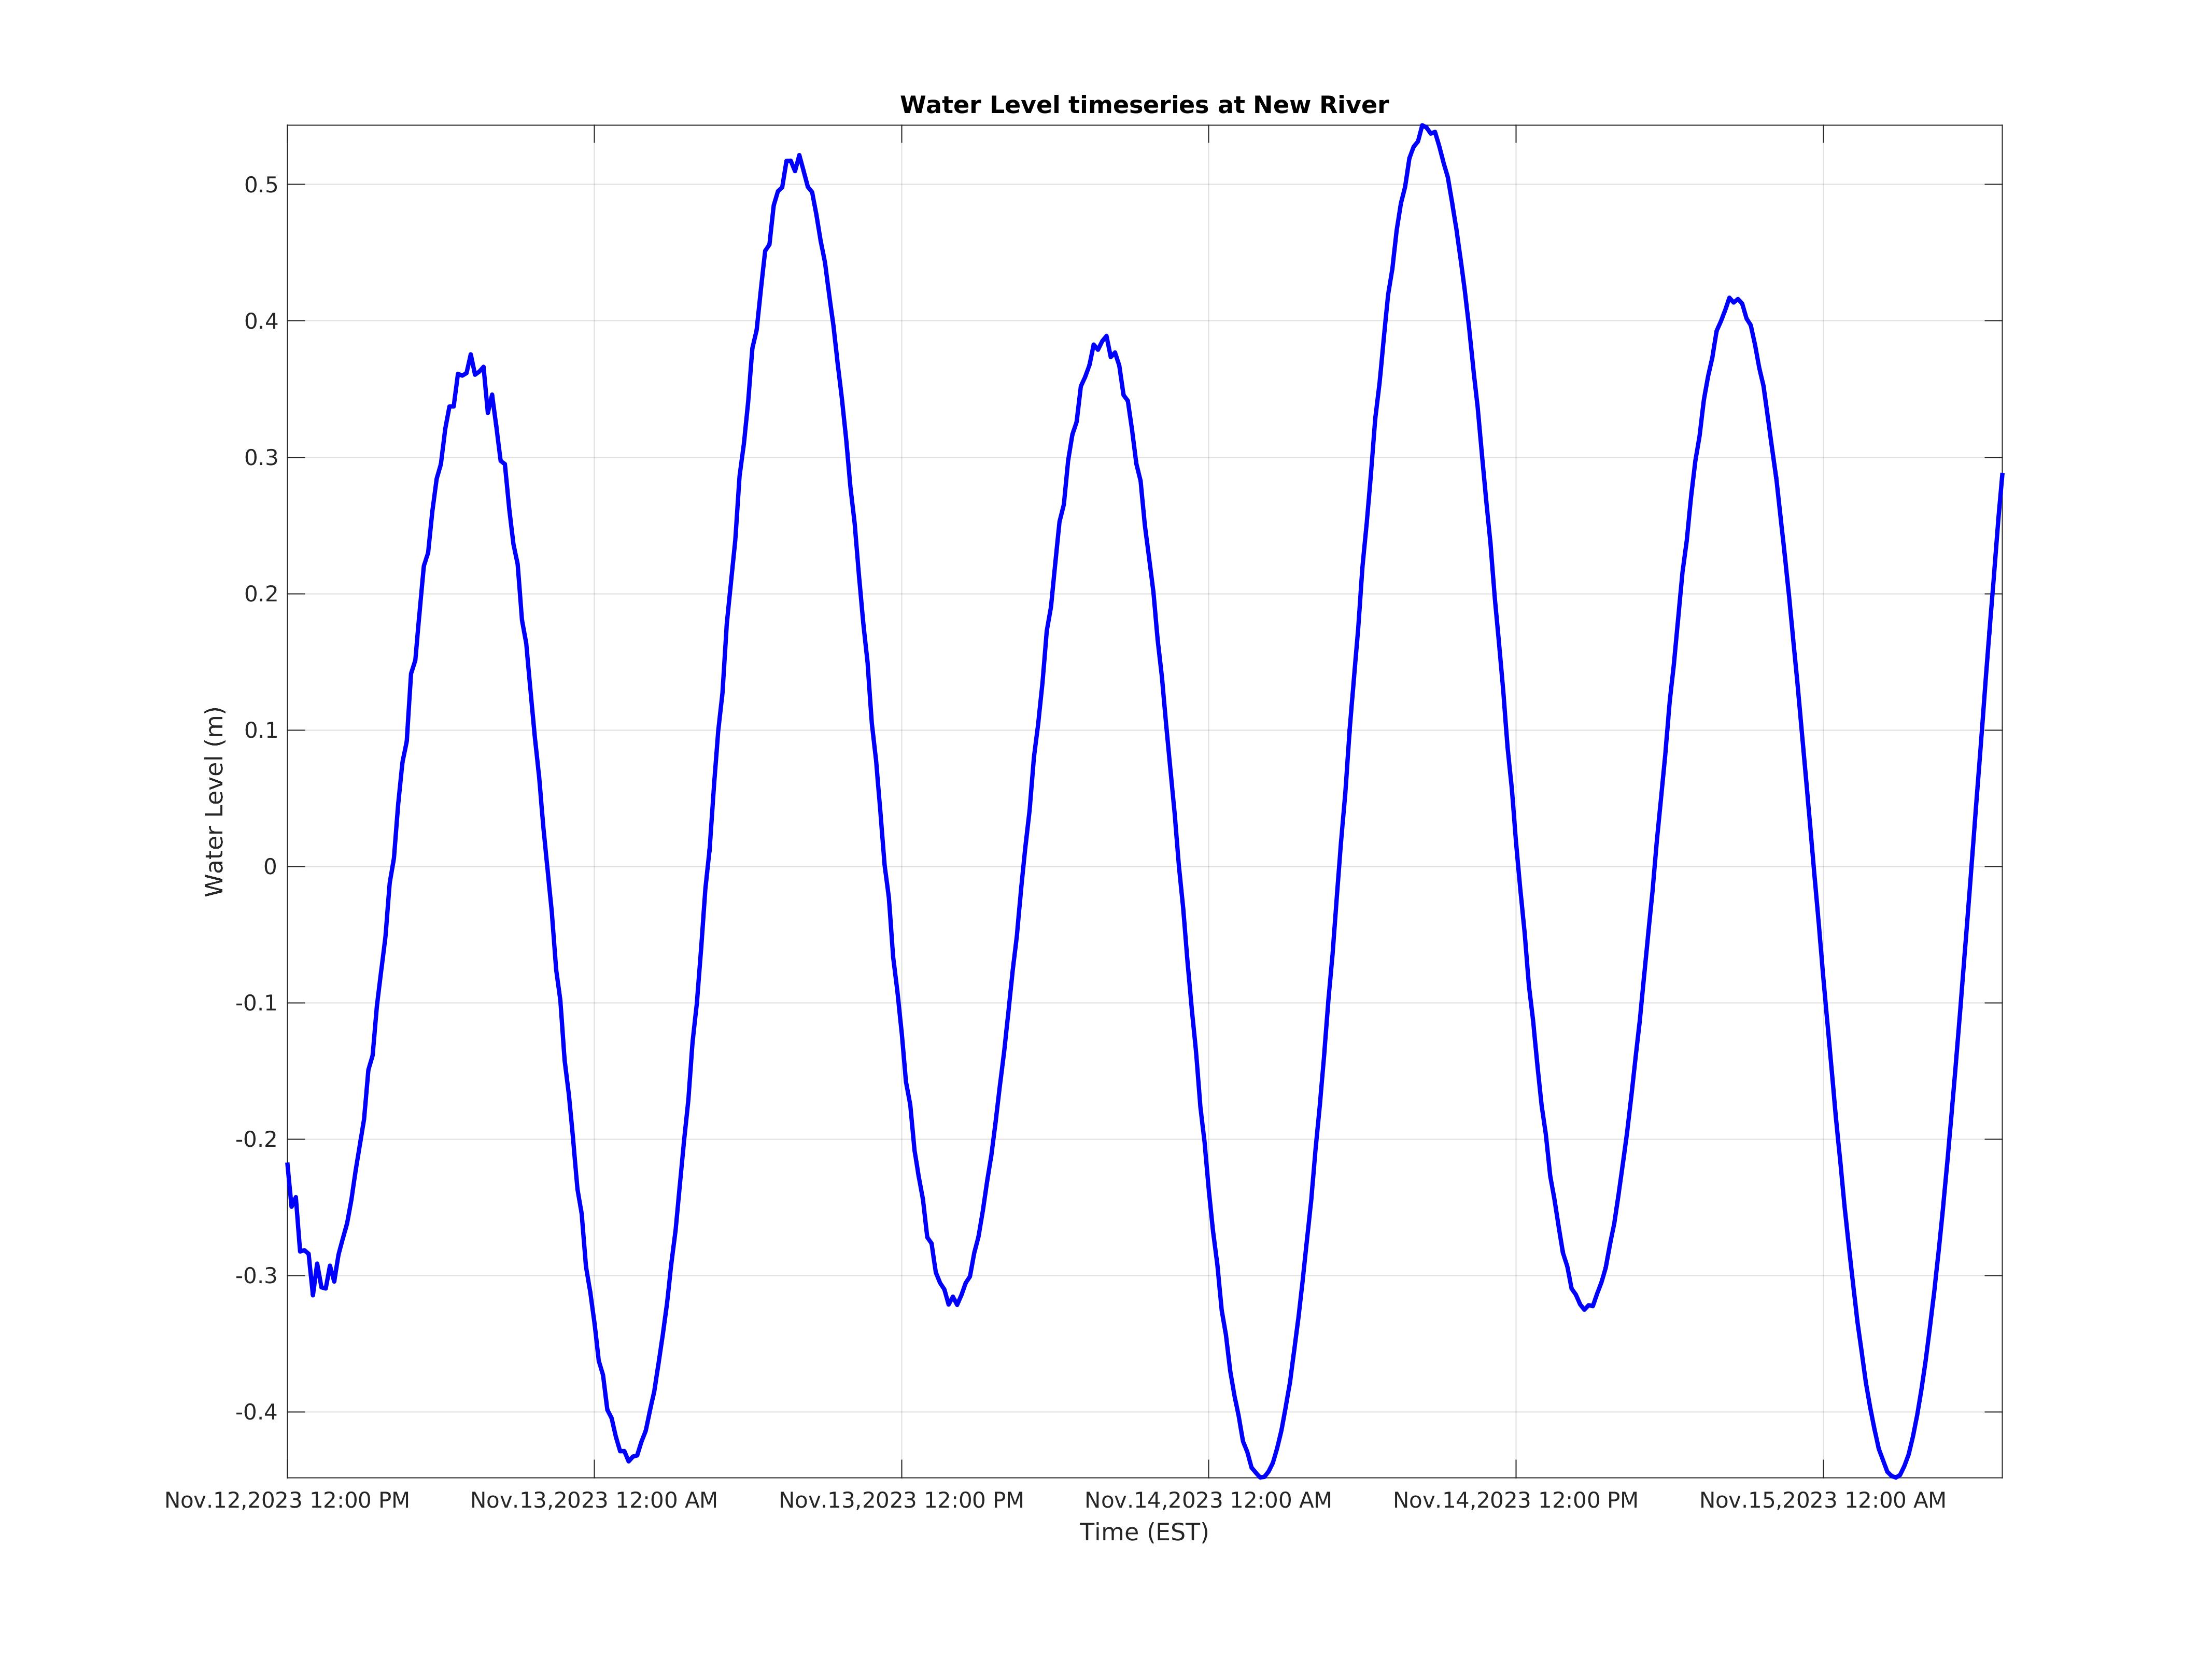 Water Level timeseries at New River
0.5
0.4
0.3
0.2
0.1
0
-0.1
-0.2
-0.3
-0.4
Water Level (m)
Nov.12,2023 12:00 PM Nov.13,2023 12:00 AM Nov.13,2023 12:00 PM Nov.14,2023 12:00 AM Nov.14,2023 12:00 PM Nov.15,2023 12:00 AM
Time (EST)